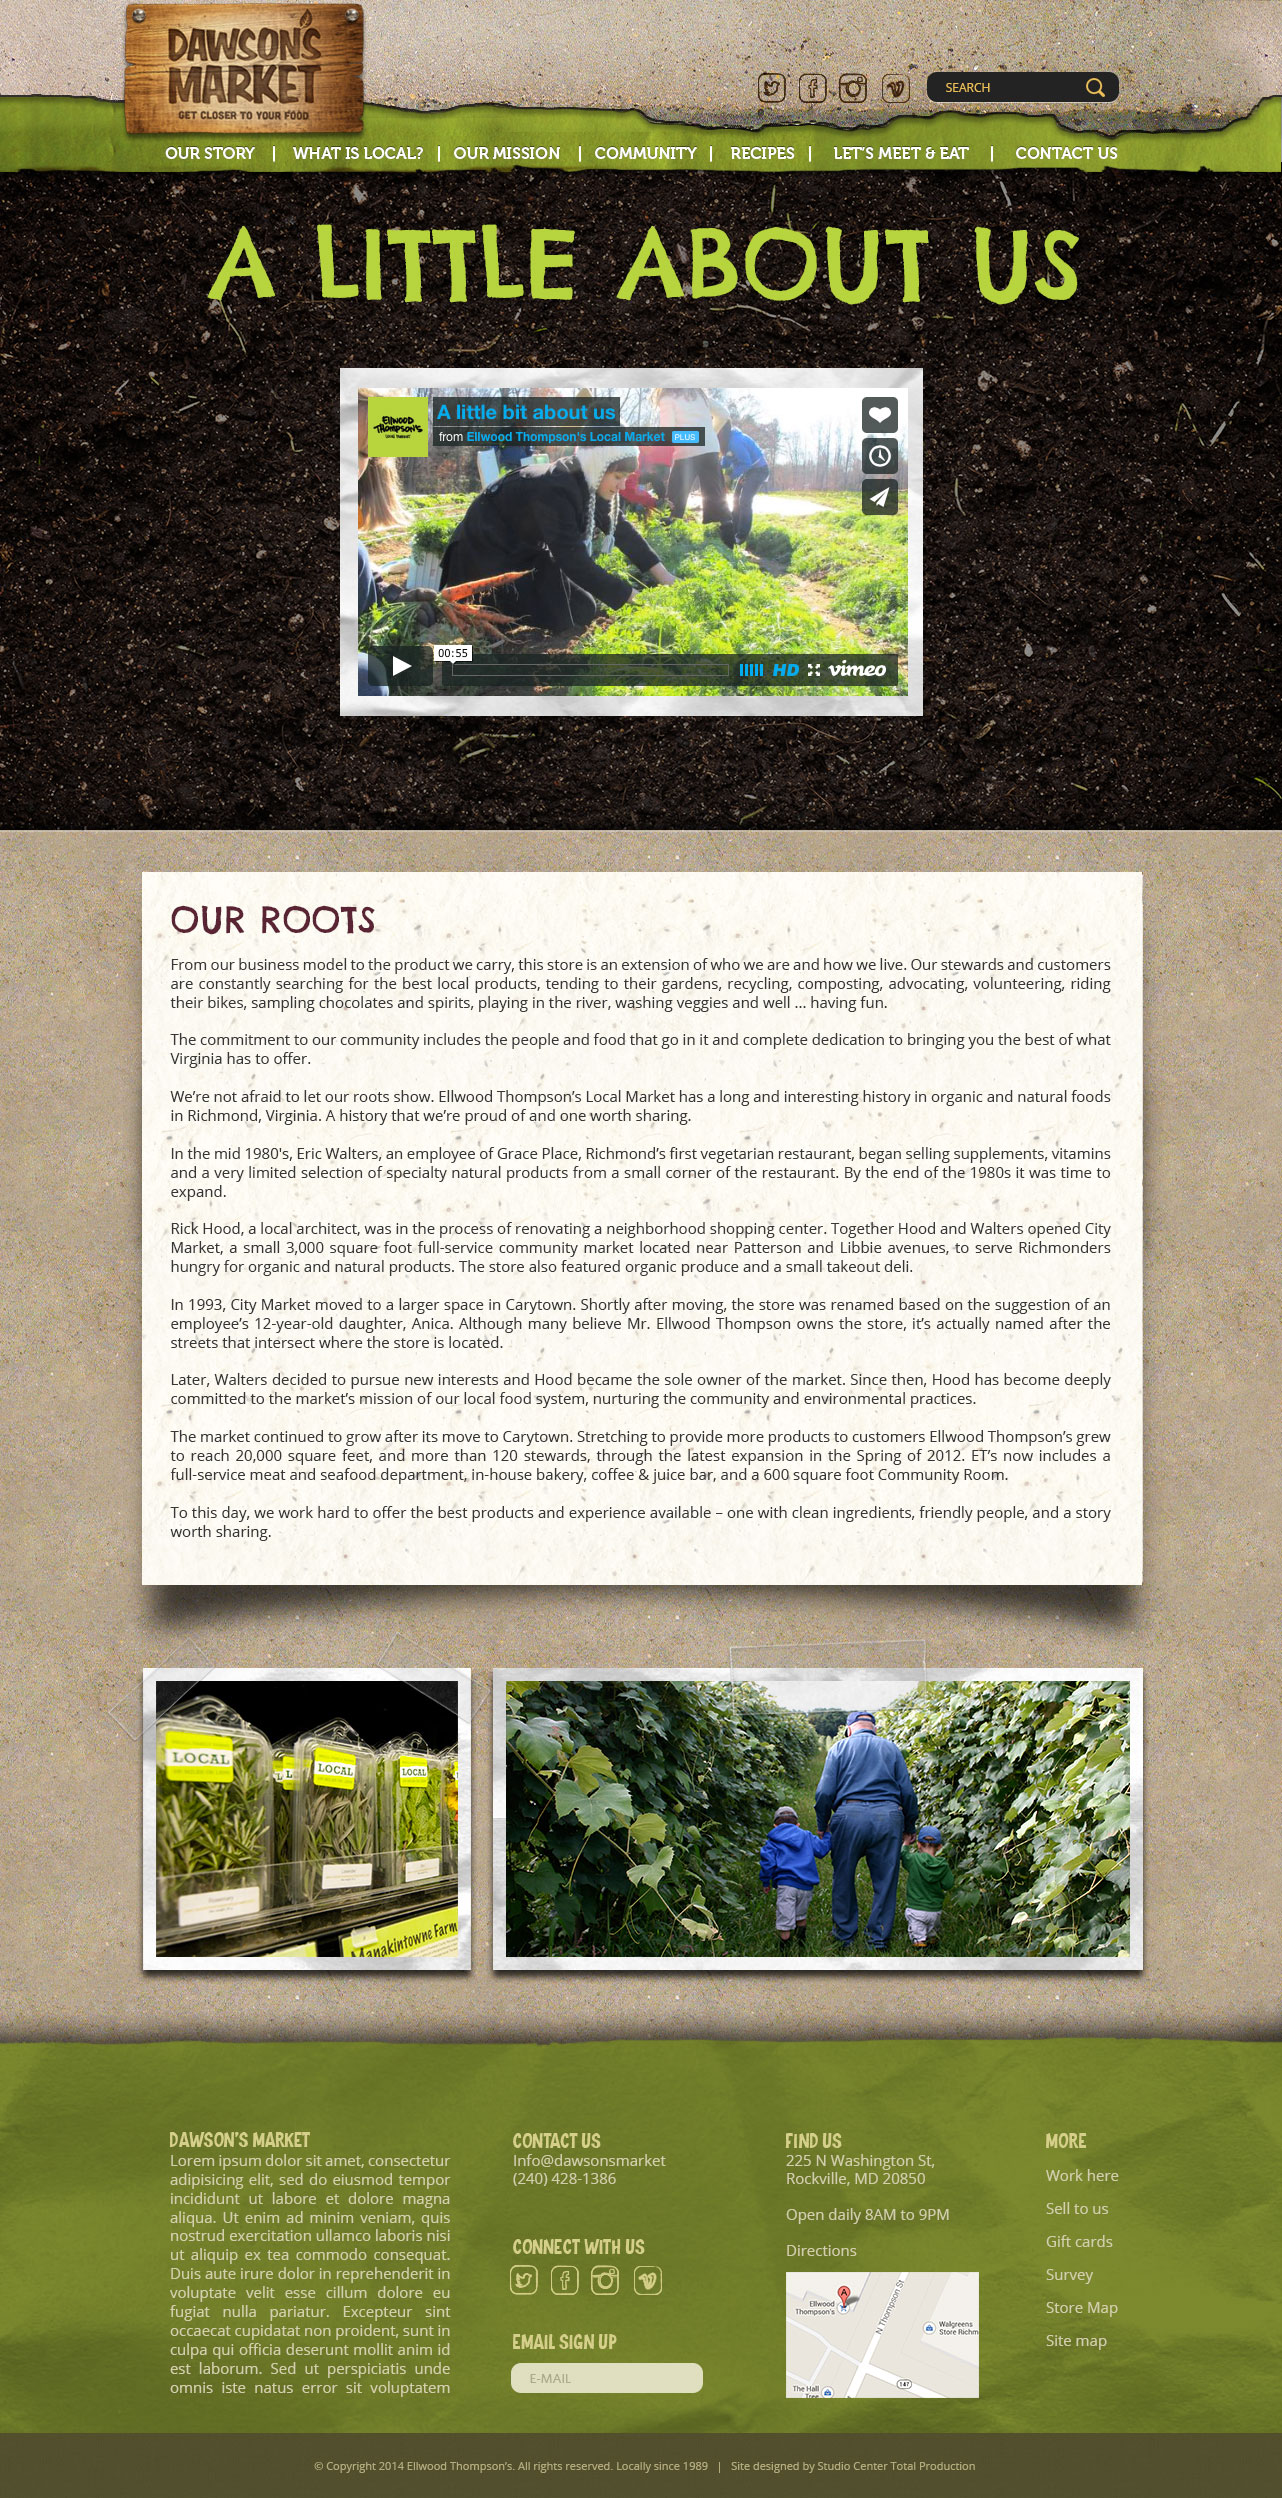 DAWSON'S
MARKET
GET CLOSER TO YOUR FOOD
SEARCH
OUR STORY | WHAT IS LOCAL? | OUR MISSION | COMMUNITY | RECIPES | LET'S MEET & EAT | CONTACT US
A LITTLE ABOUT US
Ellwood
Thompson's
LOCAL MARKET
A little bit about us
from Ellwood Thompson's Local Market PLUS
00:55
HD vimeo
OUR ROOTS
From our business model to the product we carry, this store is an extension of who we are and how we live. Our stewards and customers
are constantly searching for the best local products, tending to their gardens, recycling, composting, advocating, volunteering, riding
their bikes, sampling chocolates and spirits, playing in the river, washing veggies and well ... having fun.
The commitment to our community includes the people and food that go in it and complete dedication to bringing you the best of what
Virginia has to offer.
We're not afraid to let our roots show. Ellwood Thompson's Local Market has a long and interesting history in organic and natural foods
in Richmond, Virginia. A history that we're proud of and one worth sharing.
In the mid 1980's, Eric Walters, an employee of Grace Place, Richmond's first vegetarian restaurant, began selling supplements, vitamins
and a very limited selection of specialty natural products from a small corner of the restaurant. By the end of the 1980s it was time to
expand.
Rick Hood, a local architect, was in the process of renovating a neighborhood shopping center. Together Hood and Walters opened City
Market, a small 3,000 square foot full-service community market located near Patterson and Libbie avenues, to serve Richmonders
hungry for organic and natural products. The store also featured organic produce and a small takeout deli.
In 1993, City Market moved to a larger space in Carytown. Shortly after moving, the store was renamed based on the suggestion of an
employee's 12-year-old daughter, Anica. Although many believe Mr. Ellwood Thompson owns the store, it's actually named after the
streets that intersect where the store is located.
Later, Walters decided to pursue new interests and Hood became the sole owner of the market. Since then, Hood has become deeply
committed to the market's mission of our local food system, nurturing the community and environmental practices.
The market continued to grow after its move to Carytown. Stretching to provide more products to customers Ellwood Thompson's grew
to reach 20,000 square feet, and more than 120 stewards, through the latest expansion in the Spring of 2012. ET's now includes a
full-service meat and seafood department, in-house bakery, coffee & juice bar, and a 600 square foot Community Room.
To this day, we work hard to offer the best products and experience available – one with clean ingredients, friendly people, and a story
worth sharing.
LOCAL
LOCAL
LOCAL
Rosemary
Manakintowne Farm
DAWSON'S MARKET
Lorem ipsum dolor sit amet, consectetur
adipisicing elit, sed do eiusmod tempor
incididunt ut labore et dolore magna
aliqua. Ut enim ad minim veniam, quis
nostrud exercitation ullamco laboris nisi
ut aliquip ex tea commodo consequat.
Duis aute irure dolor in reprehenderit in
voluptate velit esse cillum dolore eu
fugiat nulla pariatur. Excepteur sint
occaecat cupidatat non proident, sunt in
culpa qui officia deserunt mollit anim id
est laborum. Sed ut perspiciatis unde
omnis iste natus error sit voluptatem
CONTACT US
Info@dawsonsmarket
(240) 428-1386
CONNECT WITH US
EMAIL SIGN UP
E-MAIL
FIND US
225 N Washington St,
Rockville, MD 20850
Open daily 8AM to 9PM
Directions
A
Ellwood
Thompson's
N Thompson St
Walgreens
Store Richm
147
The Hall
Tree
MORE
Work here
Sell to us
Gift cards
Survey
Store Map
Site map
© Copyright 2014 Ellwood Thompson's. All rights reserved. Locally since 1989 | Site designed by Studio Center Total Production